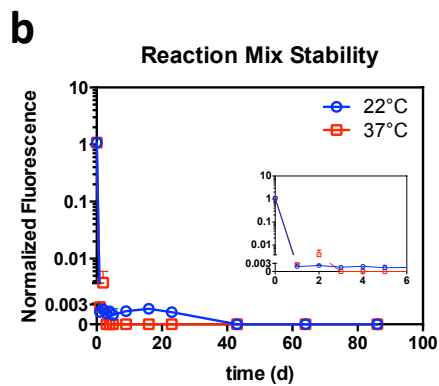 b
Reaction Mix Stability
Normalized Fluorescence
10
1
0.1
0.01
0.003
0
22°C
37°C
10
1
0.1
0.01
0.003
0
0 2 4 6
0 20 40 60 80 100
time (d)